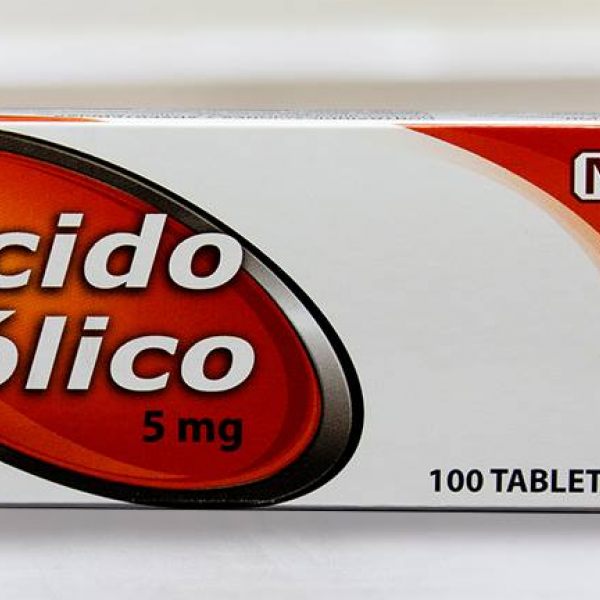 cido
ólico
5 mg
100 TABLET